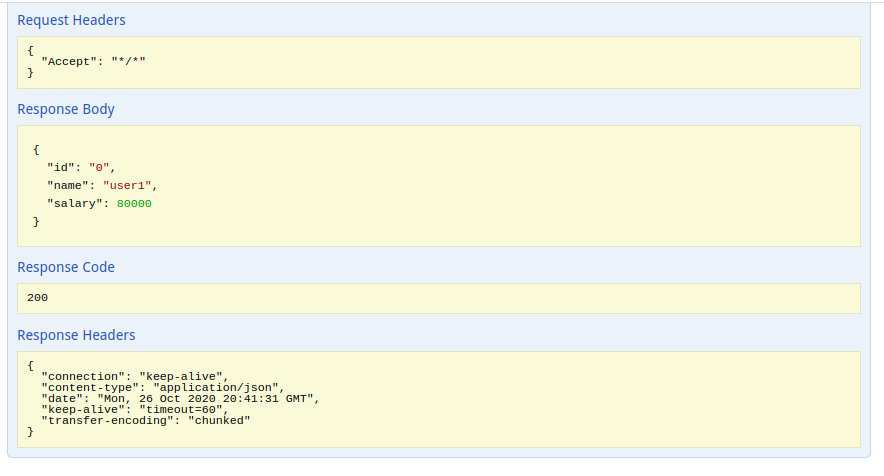 Request Headers
{
  "Accept": "*/*"
}
Response Body
{
  "id": "0",
  "name": "user1",
  "salary": 80000
}
Response Code
200
Response Headers
{
  "connection": "keep-alive",
  "content-type": "application/json",
  "date": "Mon, 26 Oct 2020 20:41:31 GMT",
  "keep-alive": "timeout=60",
  "transfer-encoding": "chunked"
}